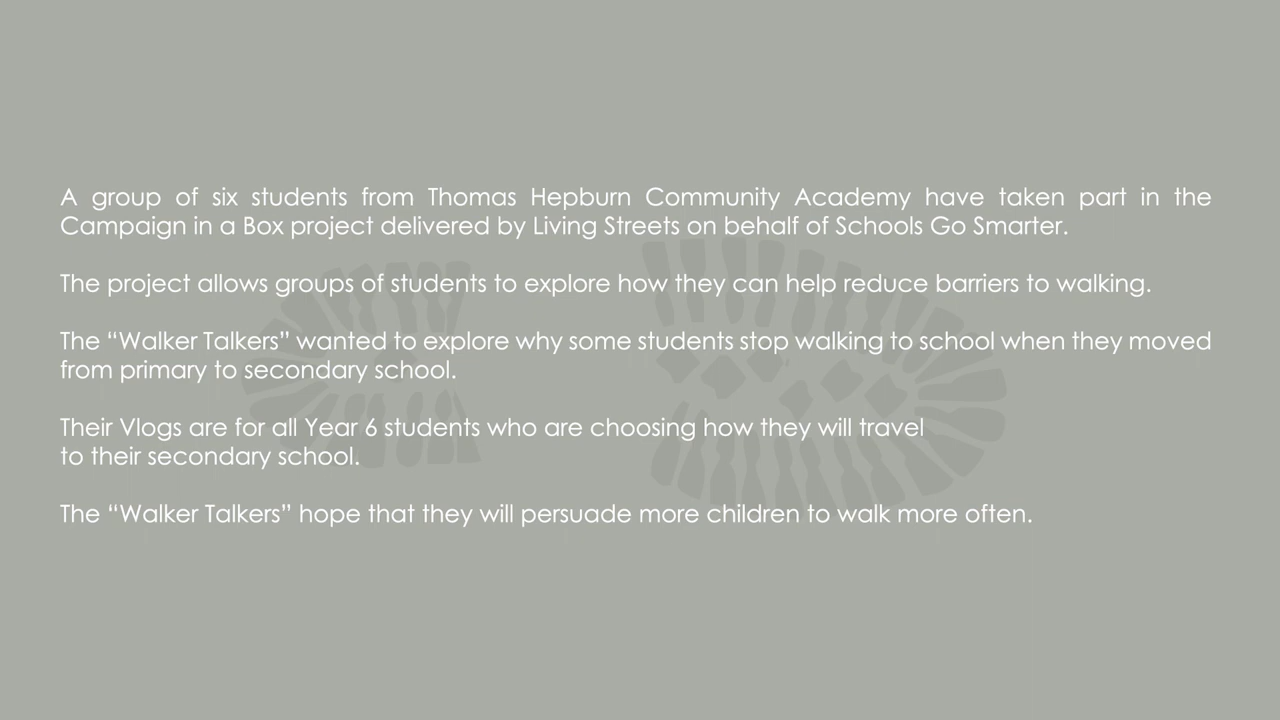 A group of six students from Thomas Hepburn Community Academy have taken part in the
Campaign in a Box project delivered by Living Streets on behalf of Schools Go Smarter.
The project allows groups of students to explore how they can help reduce barriers to walking.
The “Walker Talkers” wanted to explore why some students stop walking to school when they moved
from primary to secondary school.
Their Vlogs are for all Year 6 students who are choosing how they will travel
to their secondary school.
The “Walker Talkers” hope that they will persuade more children to walk more often.